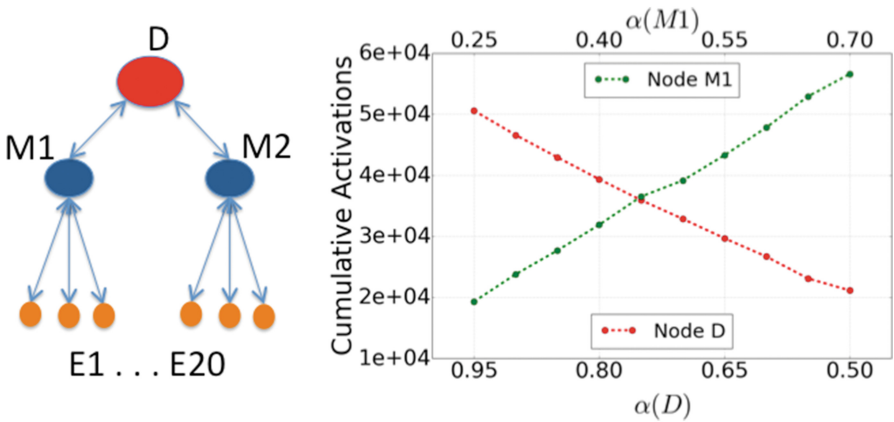 D
M1
M2
E1 . . . E20
α(M1)
0.25 0.40 0.55 0.70
Cumulative Activations
6e+04
5e+04
4e+04
3e+04
2e+04
1e+04
Node M1
Node D
0.95 0.80 0.65 0.50
α(D)